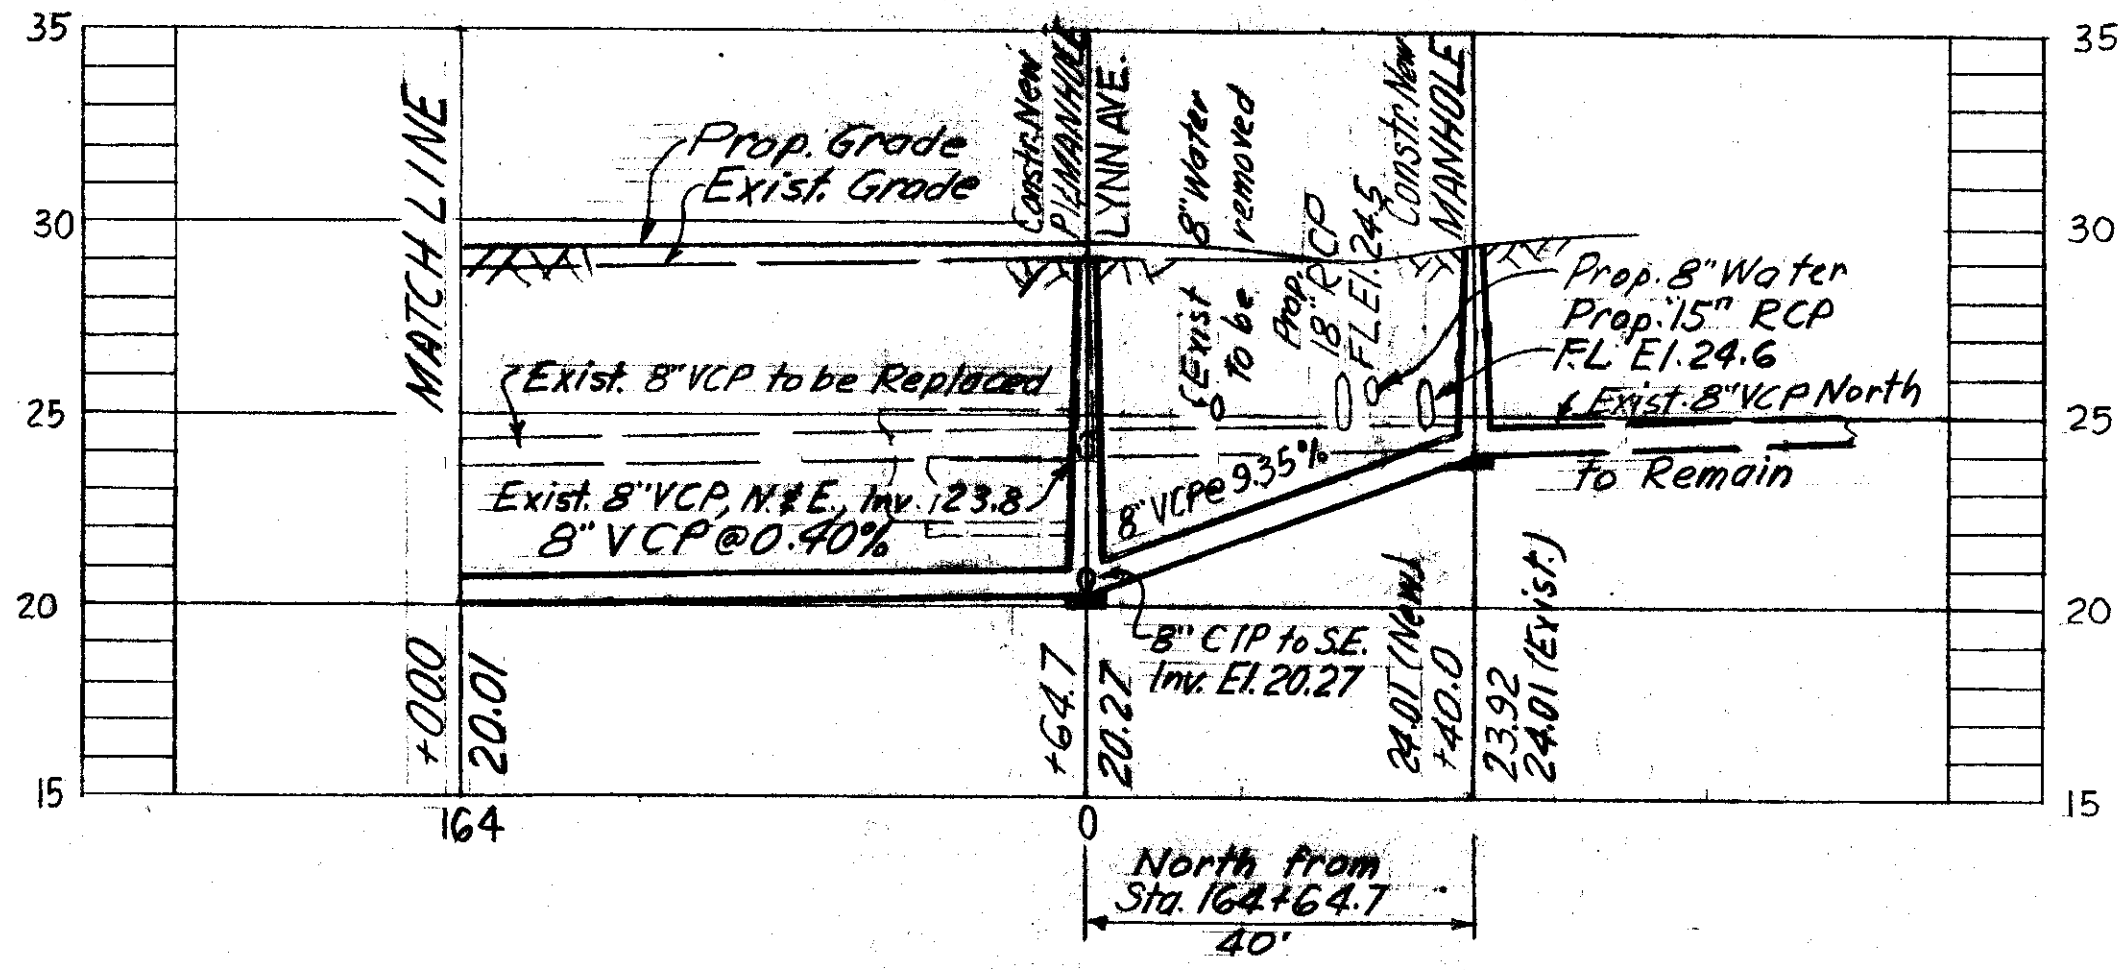 35
30
25
20
15
MATCH LINE
Prop. Grade
Exist. Grade
Constr. New
MANHOLE
LYNN AVE.
8" Water
removed
(Exist
to be
Prop.
18" RCP
FL El. 24.5
Constr. New
MANHOLE
35
30
25
20
15
Prop. 8" Water
Prop. 15" RCP
F.L. El. 24.6
Exist. 8" VCP North
to Remain
Exist. 8" VCP to be Replaced
Exist. 8" VCP, N. & E., Inv. 23.8
8" VCP @ 0.40%
8" VCP @ 9.35%
8" CIP to S.E.
Inv. El. 20.27
+00.0
20.01
+64.7
20.27
24.01 (New)
+40.0
23.92
24.01 (Exist.)
164
0
North from
Sta. 164+64.7
40'